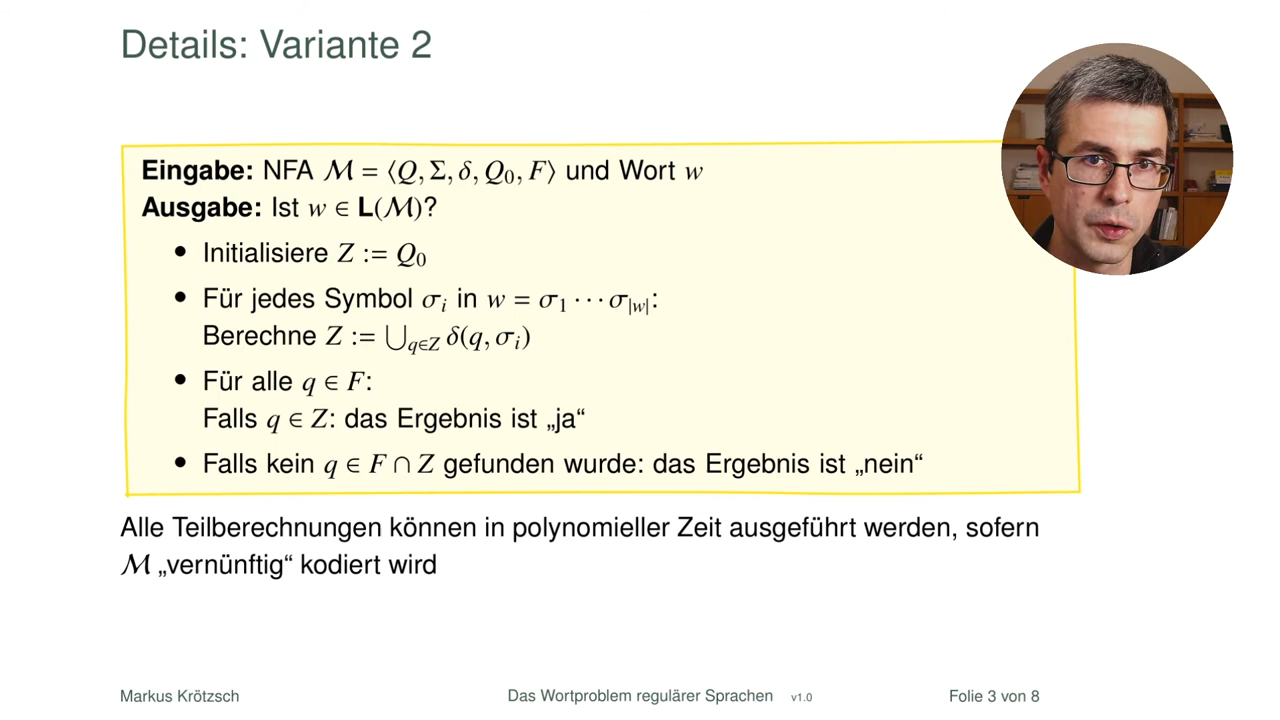 Details: Variante 2
Eingabe: NFA ℳ = ⟨Q, Σ, δ, Q₀, F⟩ und Wort w
Ausgabe: Ist w ∈ L(ℳ)?
• Initialisiere Z := Q₀
• Für jedes Symbol σᵢ in w = σ₁ ⋯ σ|w|:
Berechne Z := ⋃q∈Z δ(q, σᵢ)
• Für alle q ∈ F:
Falls q ∈ Z: das Ergebnis ist „ja“
• Falls kein q ∈ F ∩ Z gefunden wurde: das Ergebnis ist „nein“
Alle Teilberechnungen können in polynomieller Zeit ausgeführt werden, sofern
ℳ „vernünftig“ kodiert wird
Markus Krötzsch Das Wortproblem regulärer Sprachen v1.0 Folie 3 von 8